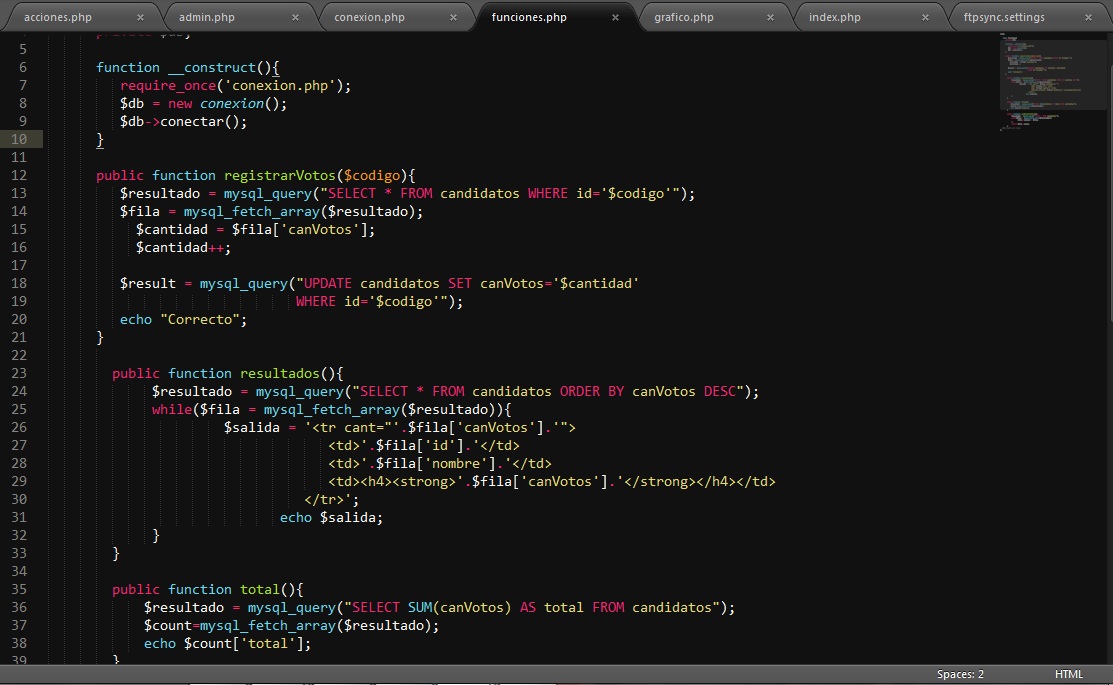 acciones.php × admin.php × conexion.php × funciones.php × grafico.php × index.php × ftpsync.settings ×
private $db;
5
6 function __construct(){
7 require_once('conexion.php');
8 $db = new conexion();
9 $db->conectar();
10 }
11
12 public function registrarVotos($codigo){
13 $resultado = mysql_query("SELECT * FROM candidatos WHERE id='$codigo'");
14 $fila = mysql_fetch_array($resultado);
15 $cantidad = $fila['canVotos'];
16 $cantidad++;
17
18 $result = mysql_query("UPDATE candidatos SET canVotos='$cantidad'
19 WHERE id='$codigo'");
20 echo "Correcto";
21 }
22
23 public function resultados(){
24 $resultado = mysql_query("SELECT * FROM candidatos ORDER BY canVotos DESC");
25 while($fila = mysql_fetch_array($resultado)){
26 $salida = '<tr cant="'.$fila['canVotos'].'">
27 <td>'.$fila['id'].'</td>
28 <td>'.$fila['nombre'].'</td>
29 <td><h4><strong>'.$fila['canVotos'].'</strong></h4></td>
30 </tr>';
31 echo $salida;
32 }
33 }
34
35 public function total(){
36 $resultado = mysql_query("SELECT SUM(canVotos) AS total FROM candidatos");
37 $count=mysql_fetch_array($resultado);
38 echo $count['total'];
39 }
Spaces: 2 HTML